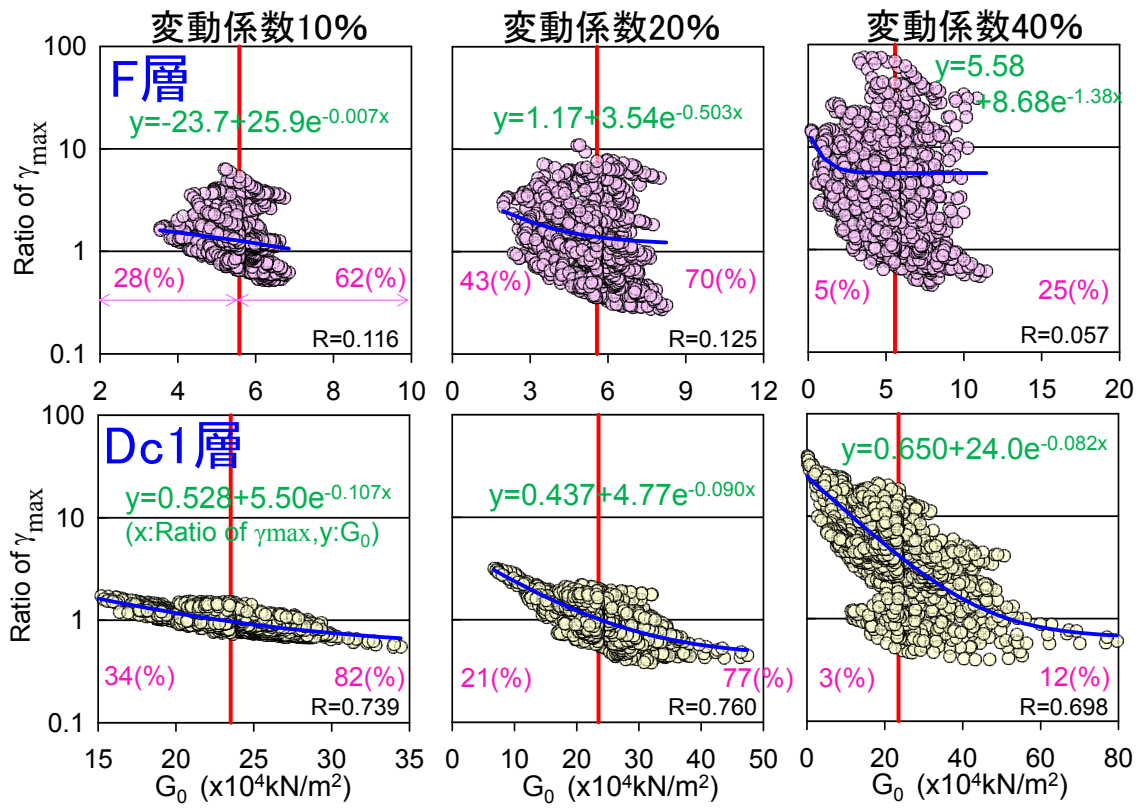 変動係数10%
変動係数20%
変動係数40%
100
10
1
0.1
Ratio of γmax
F層
y=-23.7+25.9e-0.007x
28(%)
62(%)
R=0.116
2 4 6 8 10
y=1.17+3.54e-0.503x
43(%)
70(%)
R=0.125
0 3 6 9 12
y=5.58
+8.68e-1.38x
5(%)
25(%)
R=0.057
0 5 10 15 20
100
10
1
0.1
Ratio of γmax
Dc1層
y=0.528+5.50e-0.107x
(x:Ratio of γmax,y:G0)
34(%)
82(%)
R=0.739
15 20 25 30 35
G0 (x104kN/m2)
y=0.437+4.77e-0.090x
21(%)
77(%)
R=0.760
0 10 20 30 40 50
G0 (x104kN/m2)
y=0.650+24.0e-0.082x
3(%)
12(%)
R=0.698
0 20 40 60 80
G0 (x104kN/m2)